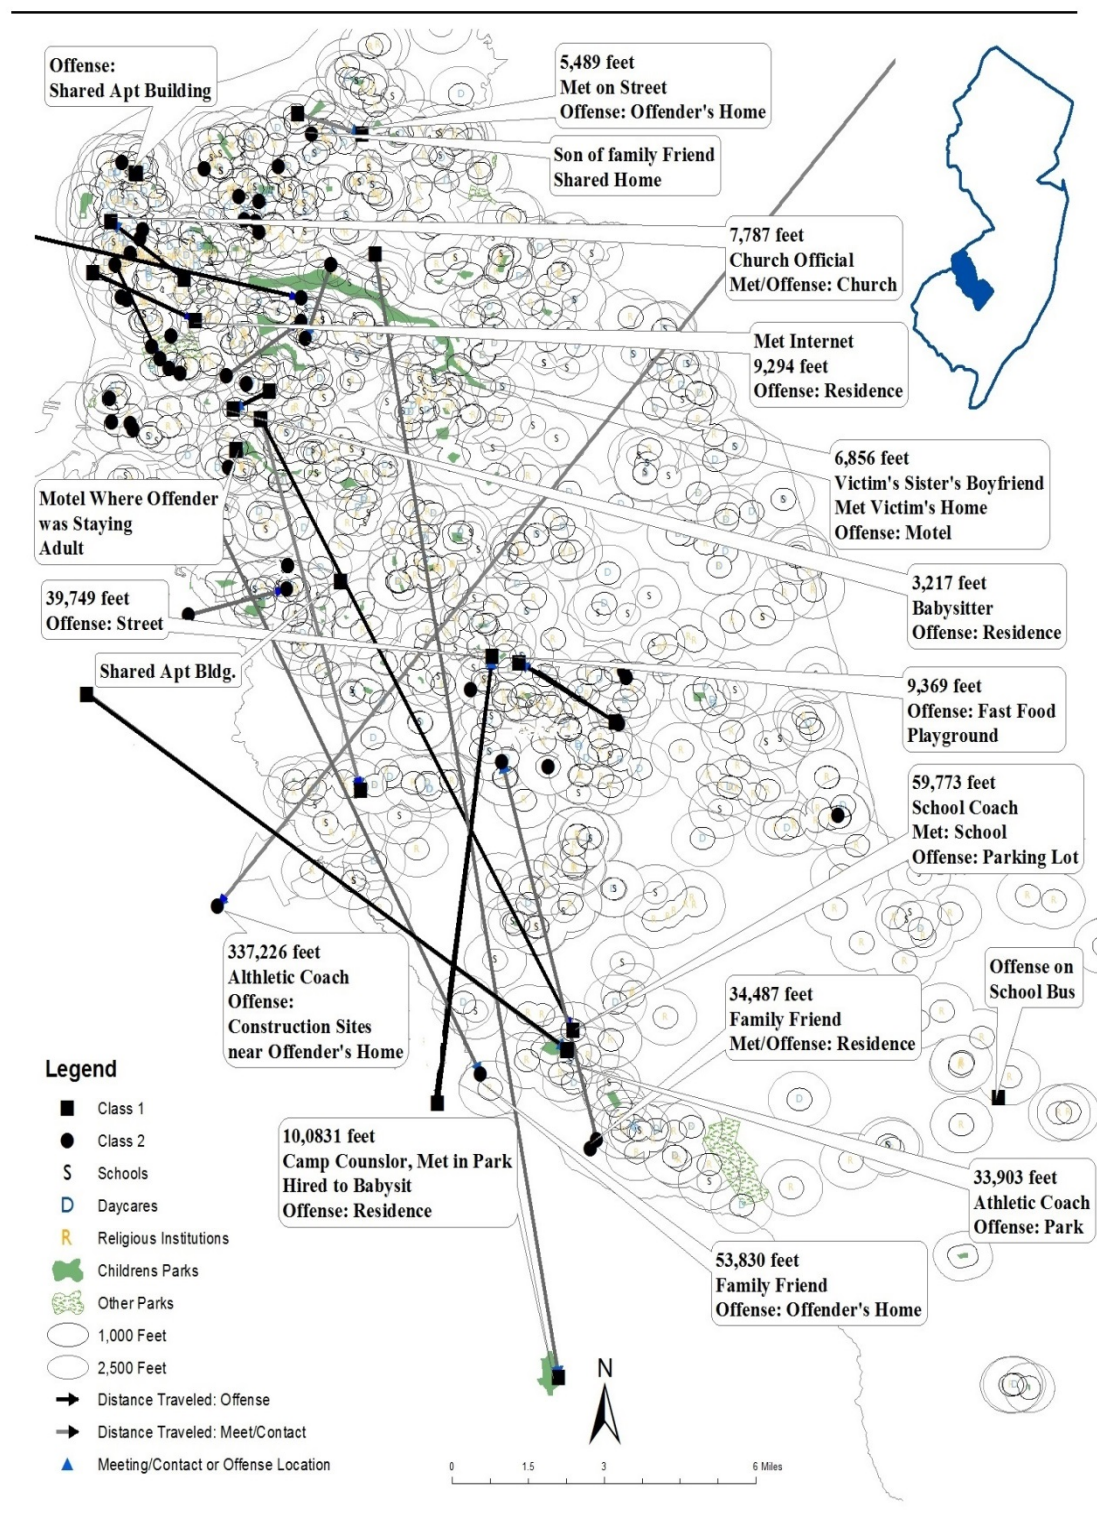 Offense:
Shared Apt Building
5,489 feet
Met on Street
Offense: Offender's Home
Son of family Friend
Shared Home
7,787 feet
Church Official
Met/Offense: Church
Met Internet
9,294 feet
Offense: Residence
6,856 feet
Victim's Sister's Boyfriend
Met Victim's Home
Offense: Motel
Motel Where Offender
was Staying
Adult
3,217 feet
Babysitter
Offense: Residence
39,749 feet
Offense: Street
Shared Apt Bldg.
9,369 feet
Offense: Fast Food
Playground
59,773 feet
School Coach
Met: School
Offense: Parking Lot
337,226 feet
Althletic Coach
Offense:
Construction Sites
near Offender's Home
Offense on
School Bus
34,487 feet
Family Friend
Met/Offense: Residence
10,0831 feet
Camp Counslor, Met in Park
Hired to Babysit
Offense: Residence
33,903 feet
Athletic Coach
Offense: Park
53,830 feet
Family Friend
Offense: Offender's Home
Legend
Class 1
Class 2
S Schools
D Daycares
R Religious Institutions
Childrens Parks
Other Parks
1,000 Feet
2,500 Feet
Distance Traveled: Offense
Distance Traveled: Meet/Contact
Meeting/Contact or Offense Location
N
0 1.5 3 6 Miles